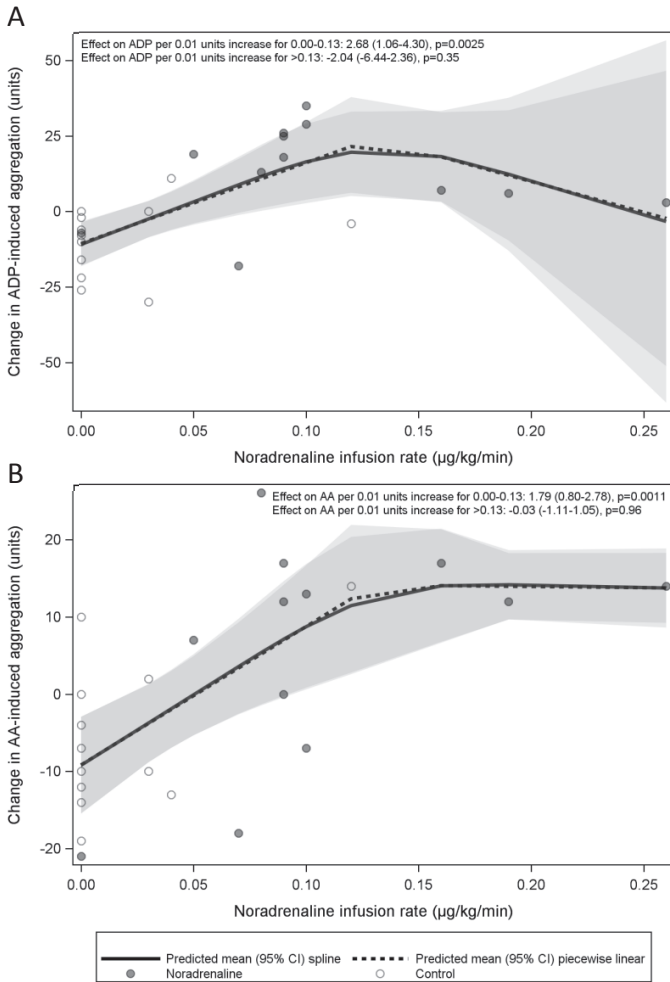 A
Effect on ADP per 0.01 units increase for 0.00-0.13: 2.68 (1.06-4.30), p=0.0025
Effect on ADP per 0.01 units increase for >0.13: -2.04 (-6.44-2.36), p=0.35
Change in ADP-induced aggregation (units)
50
25
0
-25
-50
0.00 0.05 0.10 0.15 0.20 0.25
Noradrenaline infusion rate (µg/kg/min)
B
Effect on AA per 0.01 units increase for 0.00-0.13: 1.79 (0.80-2.78), p=0.0011
Effect on AA per 0.01 units increase for >0.13: -0.03 (-1.11-1.05), p=0.96
Change in AA-induced aggregation (units)
20
10
0
-10
-20
0.00 0.05 0.10 0.15 0.20 0.25
Noradrenaline infusion rate (µg/kg/min)
Predicted mean (95% CI) spline Predicted mean (95% CI) piecewise linear
Noradrenaline Control